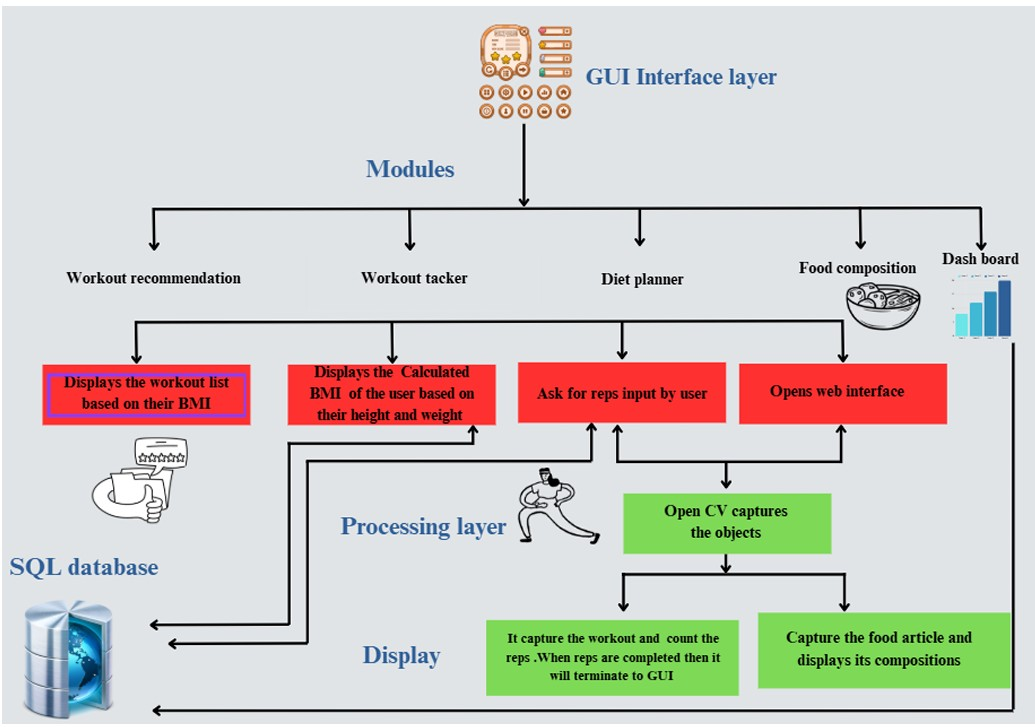 GUI Interface layer
Modules
Workout recommendation
Workout tacker
Diet planner
Food composition
Dash board
Displays the workout list
based on their BMI
Displays the Calculated
BMI of the user based on
their height and weight
Ask for reps input by user
Opens web interface
Processing layer
Open CV captures
the objects
SQL database
Display
It capture the workout and count the
reps .When reps are completed then it
will terminate to GUI
Capture the food article and
displays its compositions